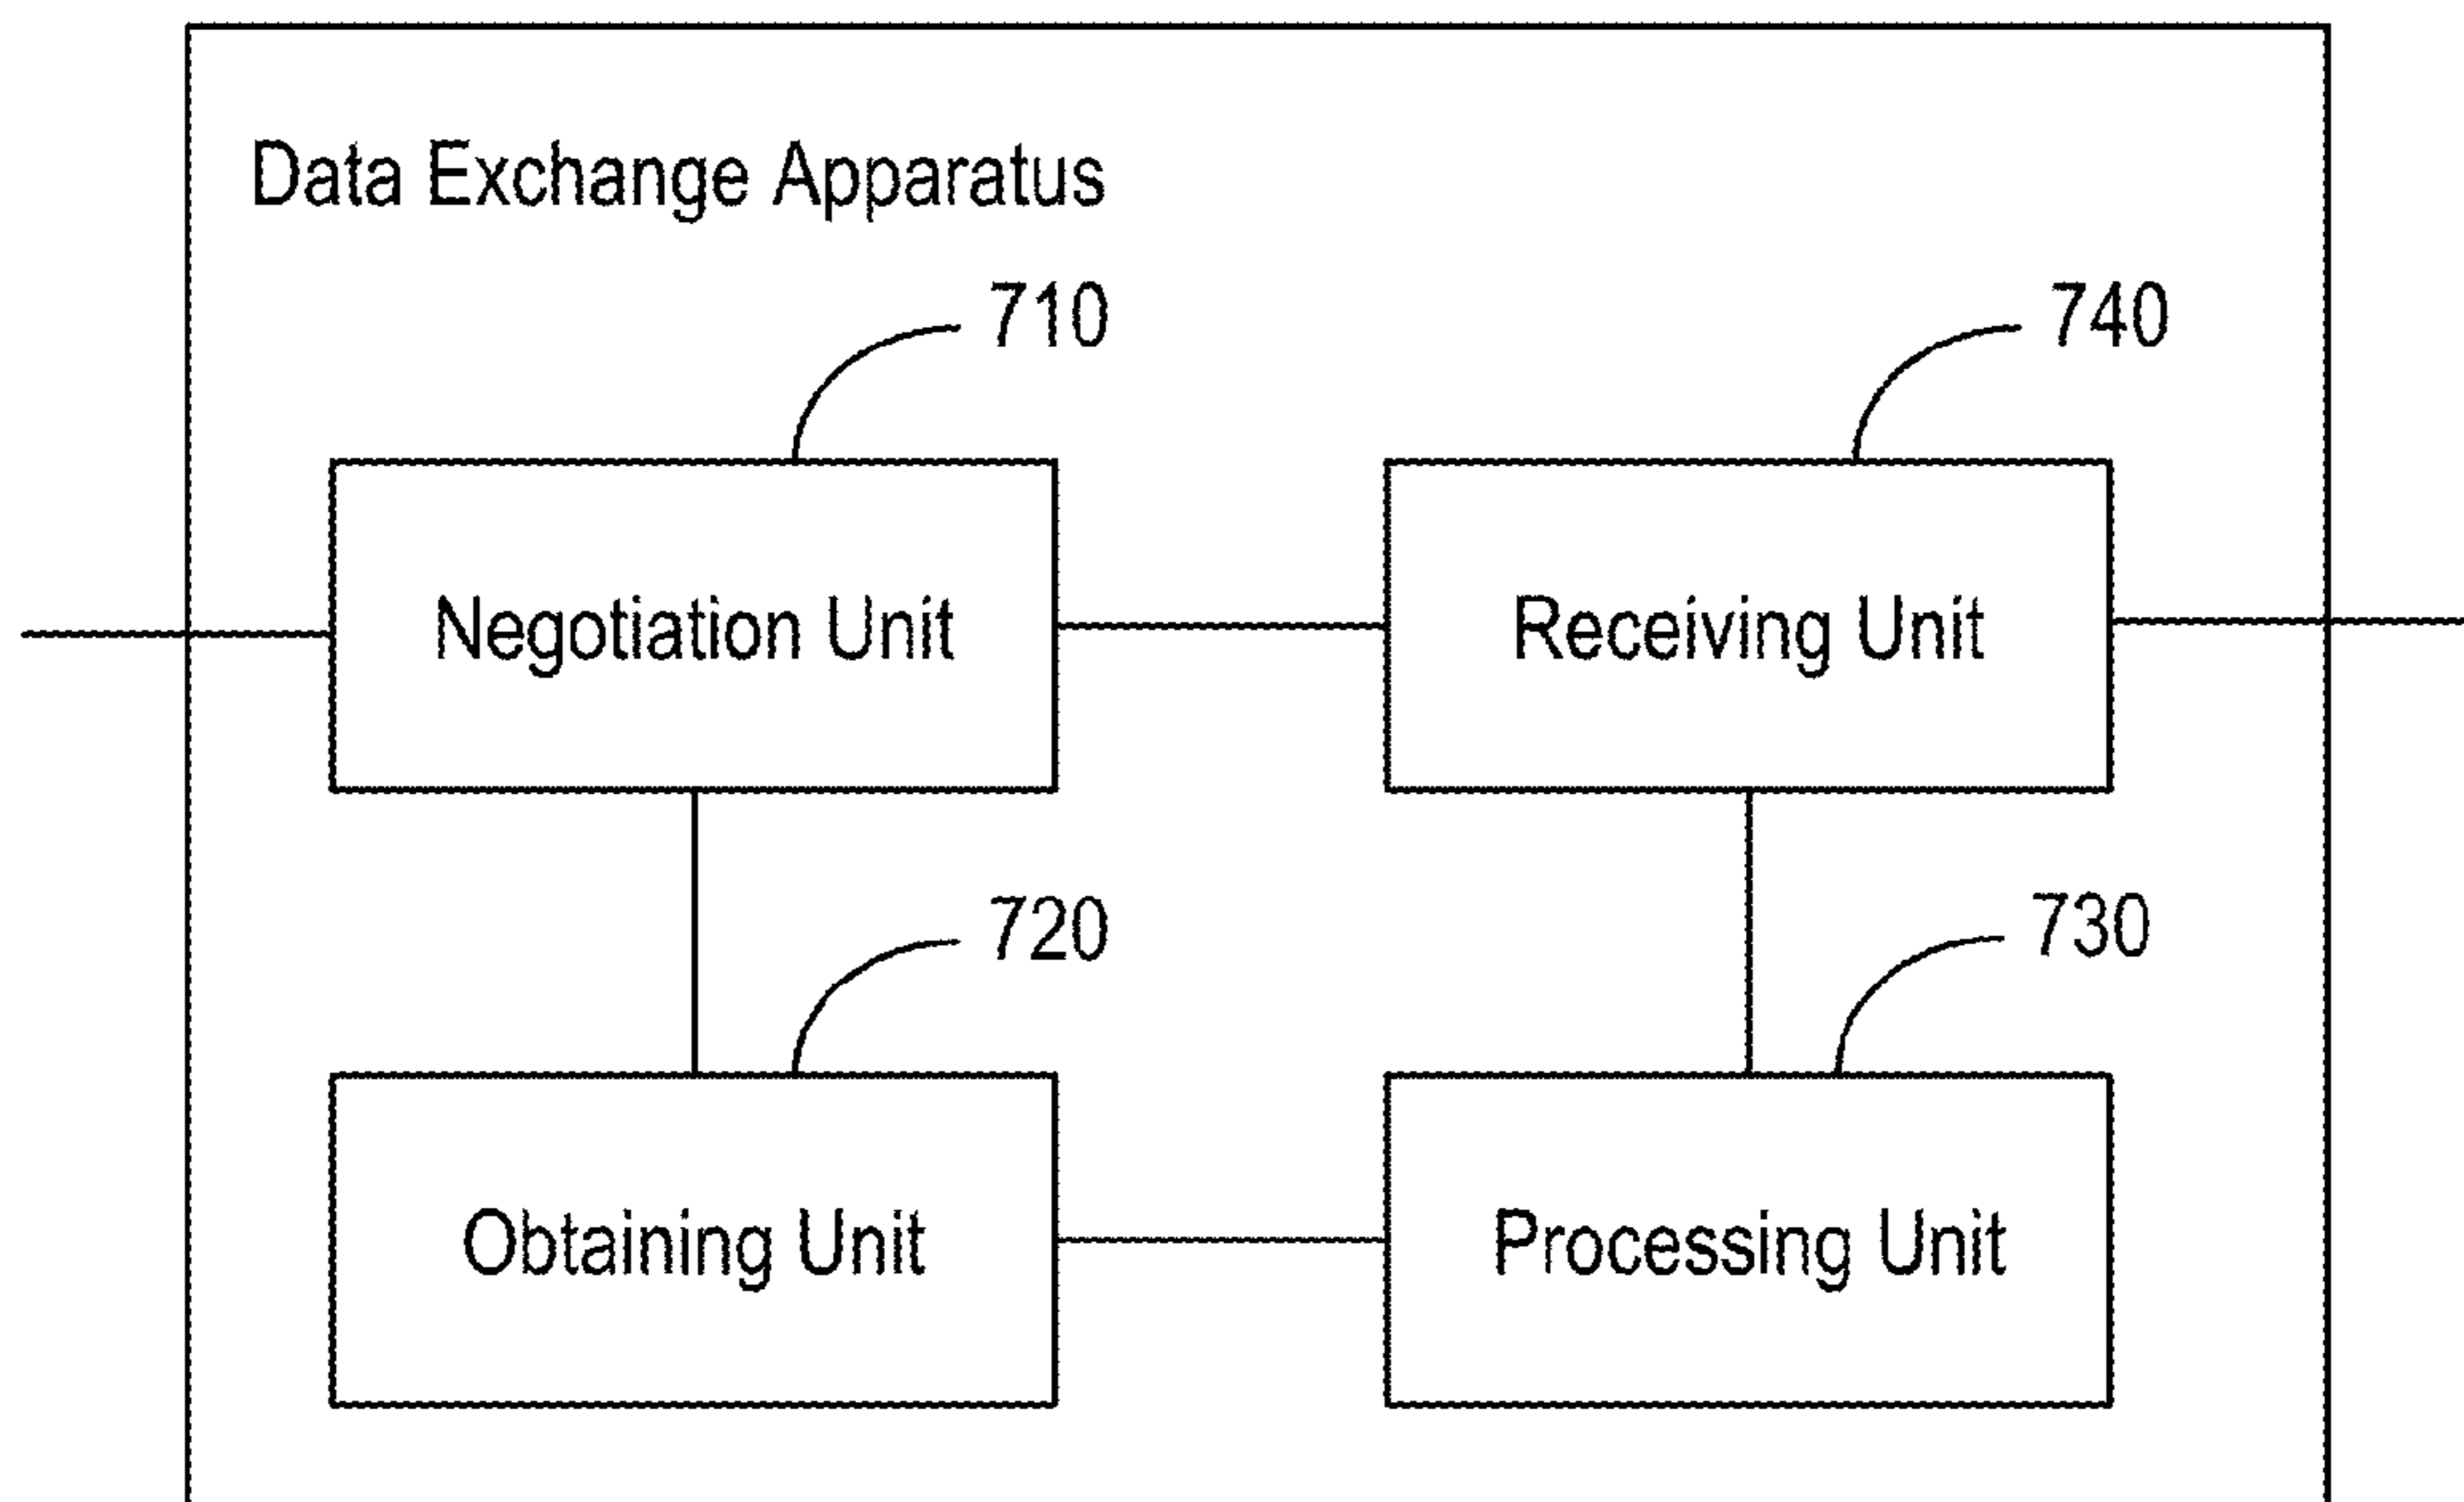 Data Exchange Apparatus
710
740
Negotiation Unit
Receiving Unit
720
730
Obtaining Unit
Processing Unit